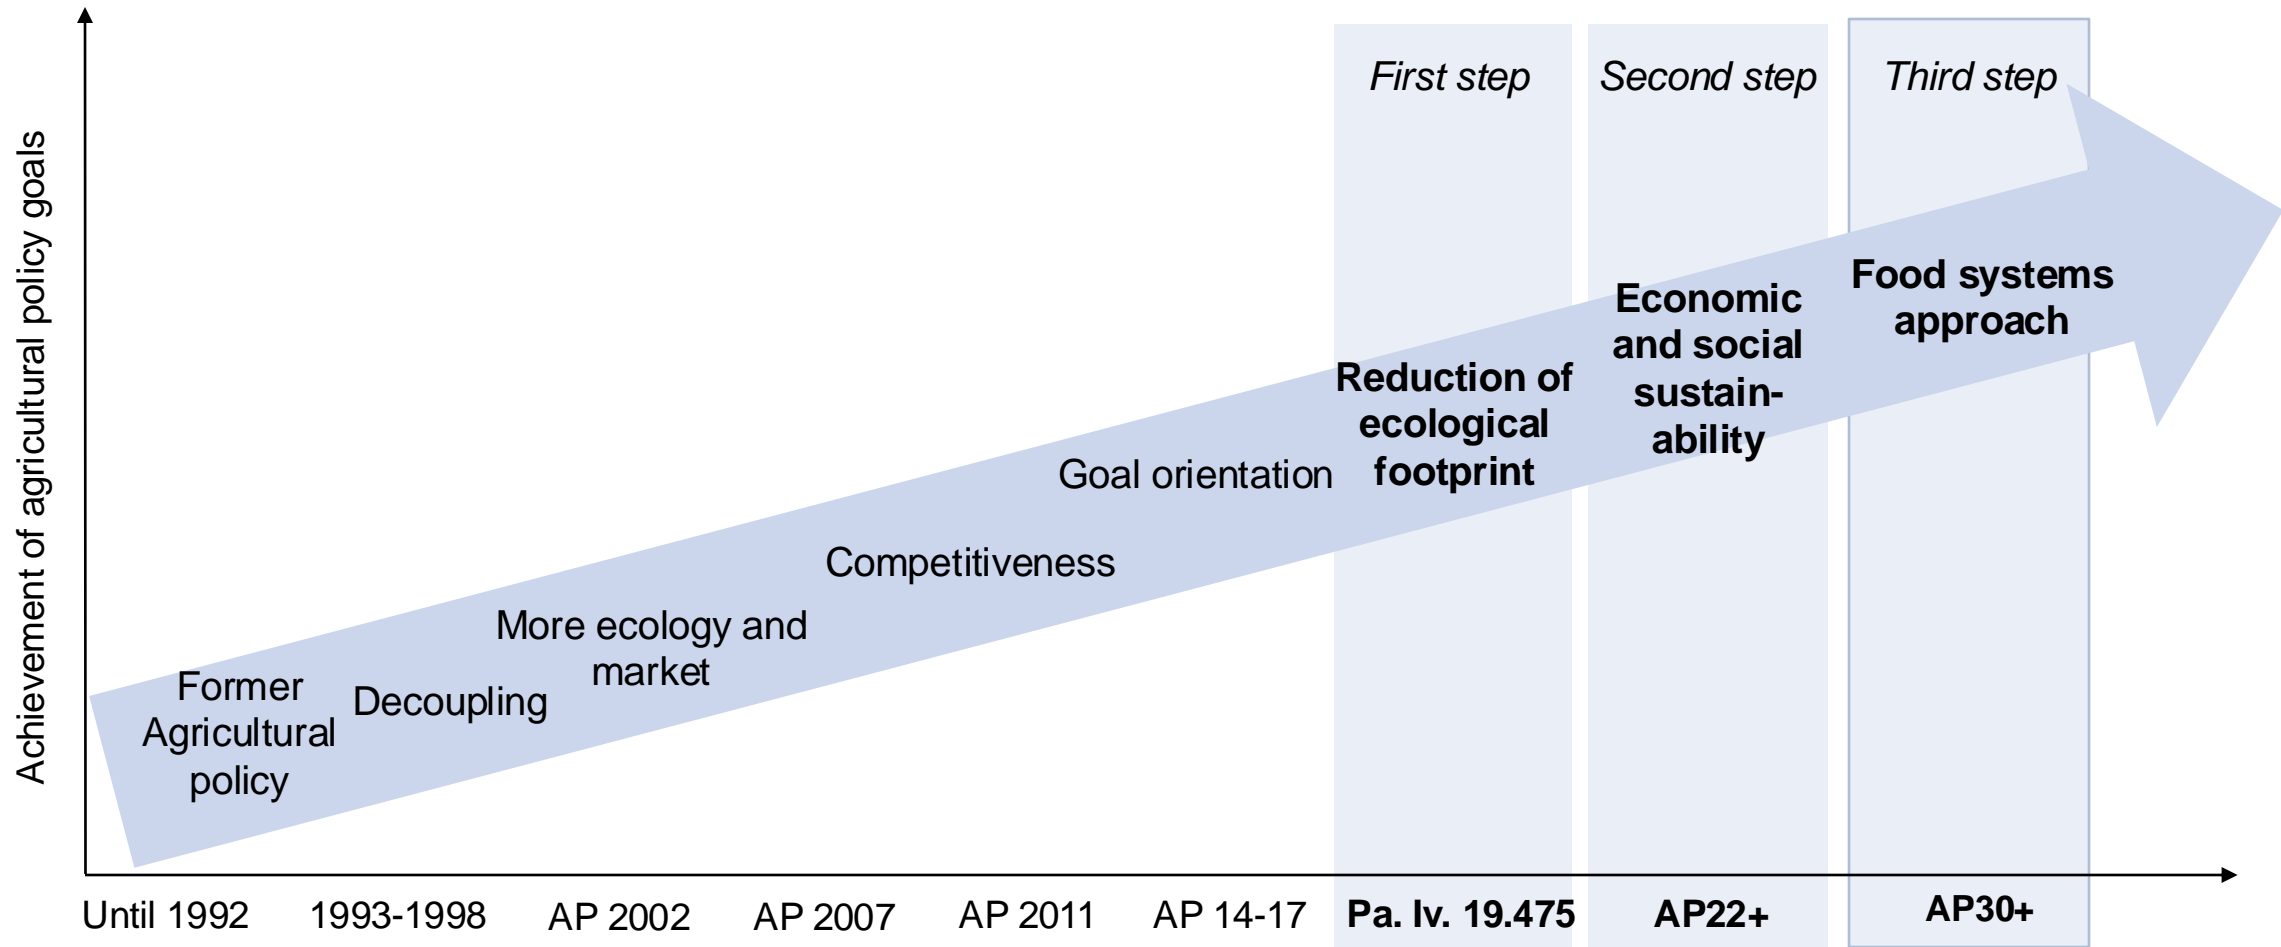 Achievement of agricultural policy goals
First step
Second step
Third step
Former
Agricultural
policy
Decoupling
More ecology and
market
Competitiveness
Goal orientation
Reduction of
ecological
footprint
Economic
and social
sustain-
ability
Food systems
approach
Until 1992
1993-1998
AP 2002
AP 2007
AP 2011
AP 14-17
Pa. Iv. 19.475
AP22+
AP30+